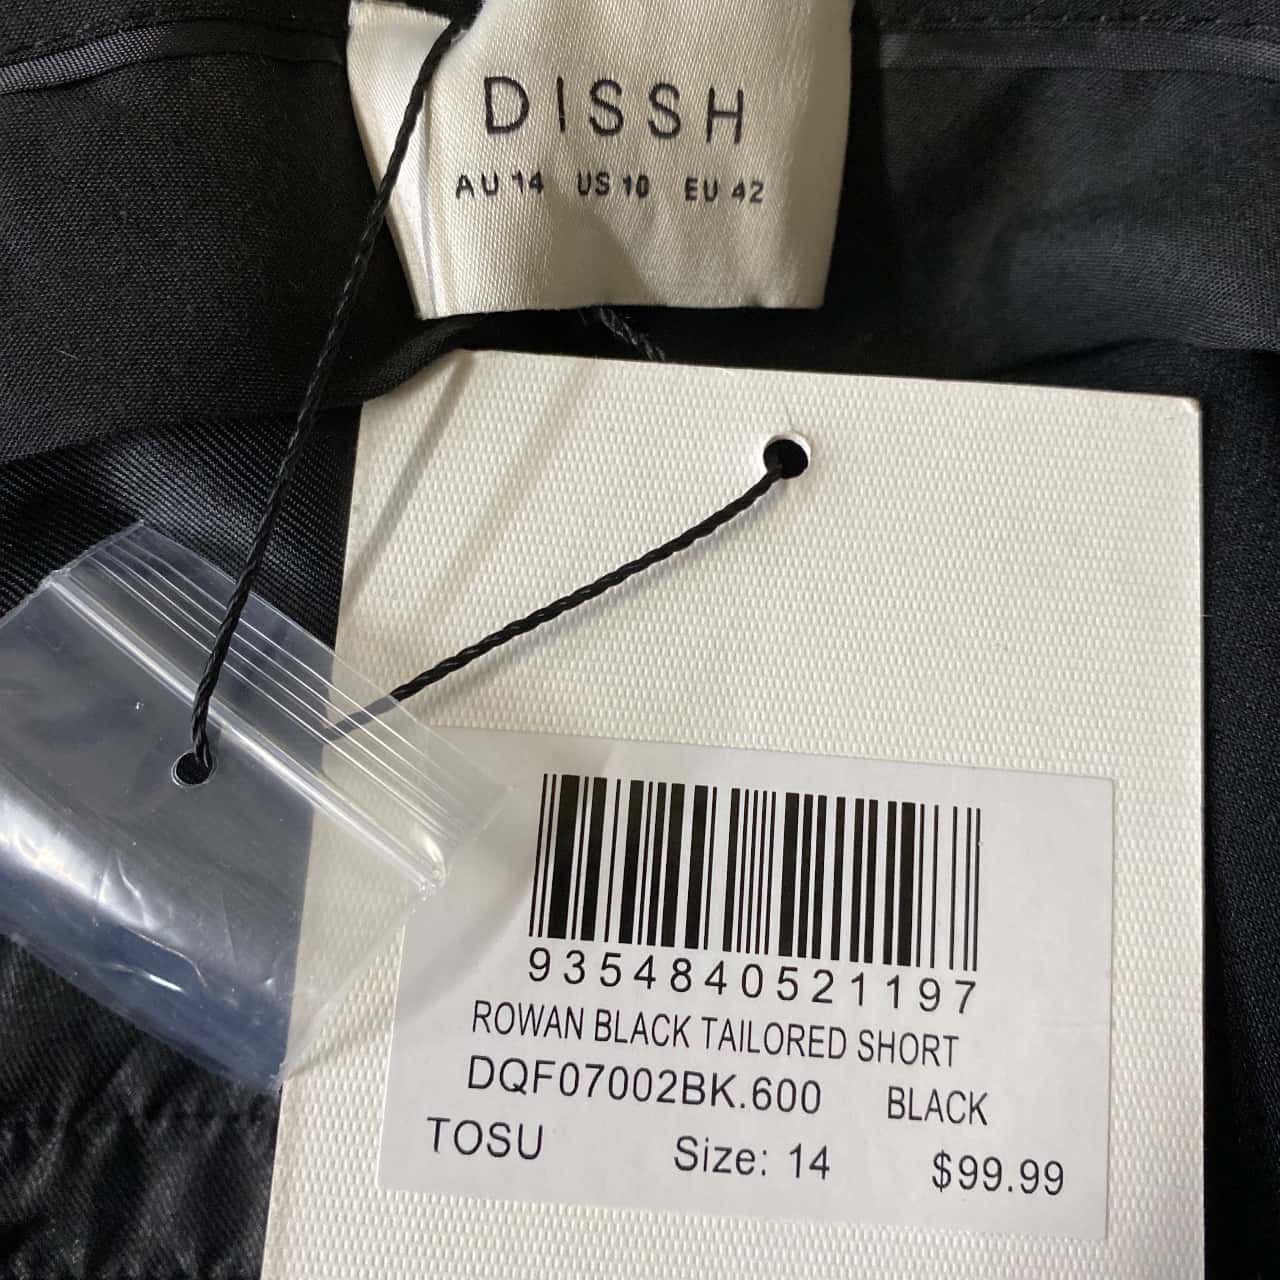 DISSH
AU 14 US 10 EU 42
9354840521197
ROWAN BLACK TAILORED SHORT
DQF07002BK.600 BLACK
TOSU Size: 14 $99.99